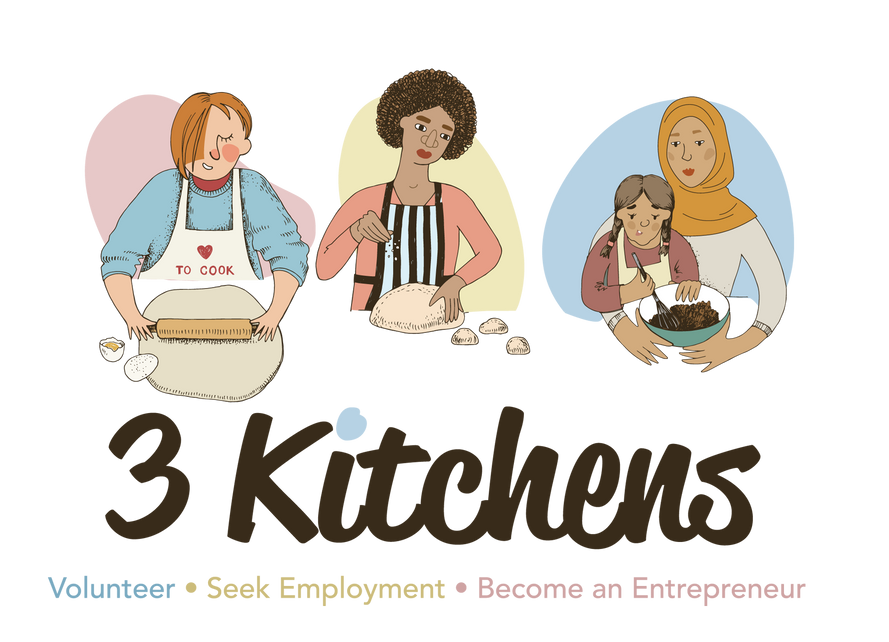 ♥
TO COOK
3 Kitchens
Volunteer • Seek Employment • Become an Entrepreneur